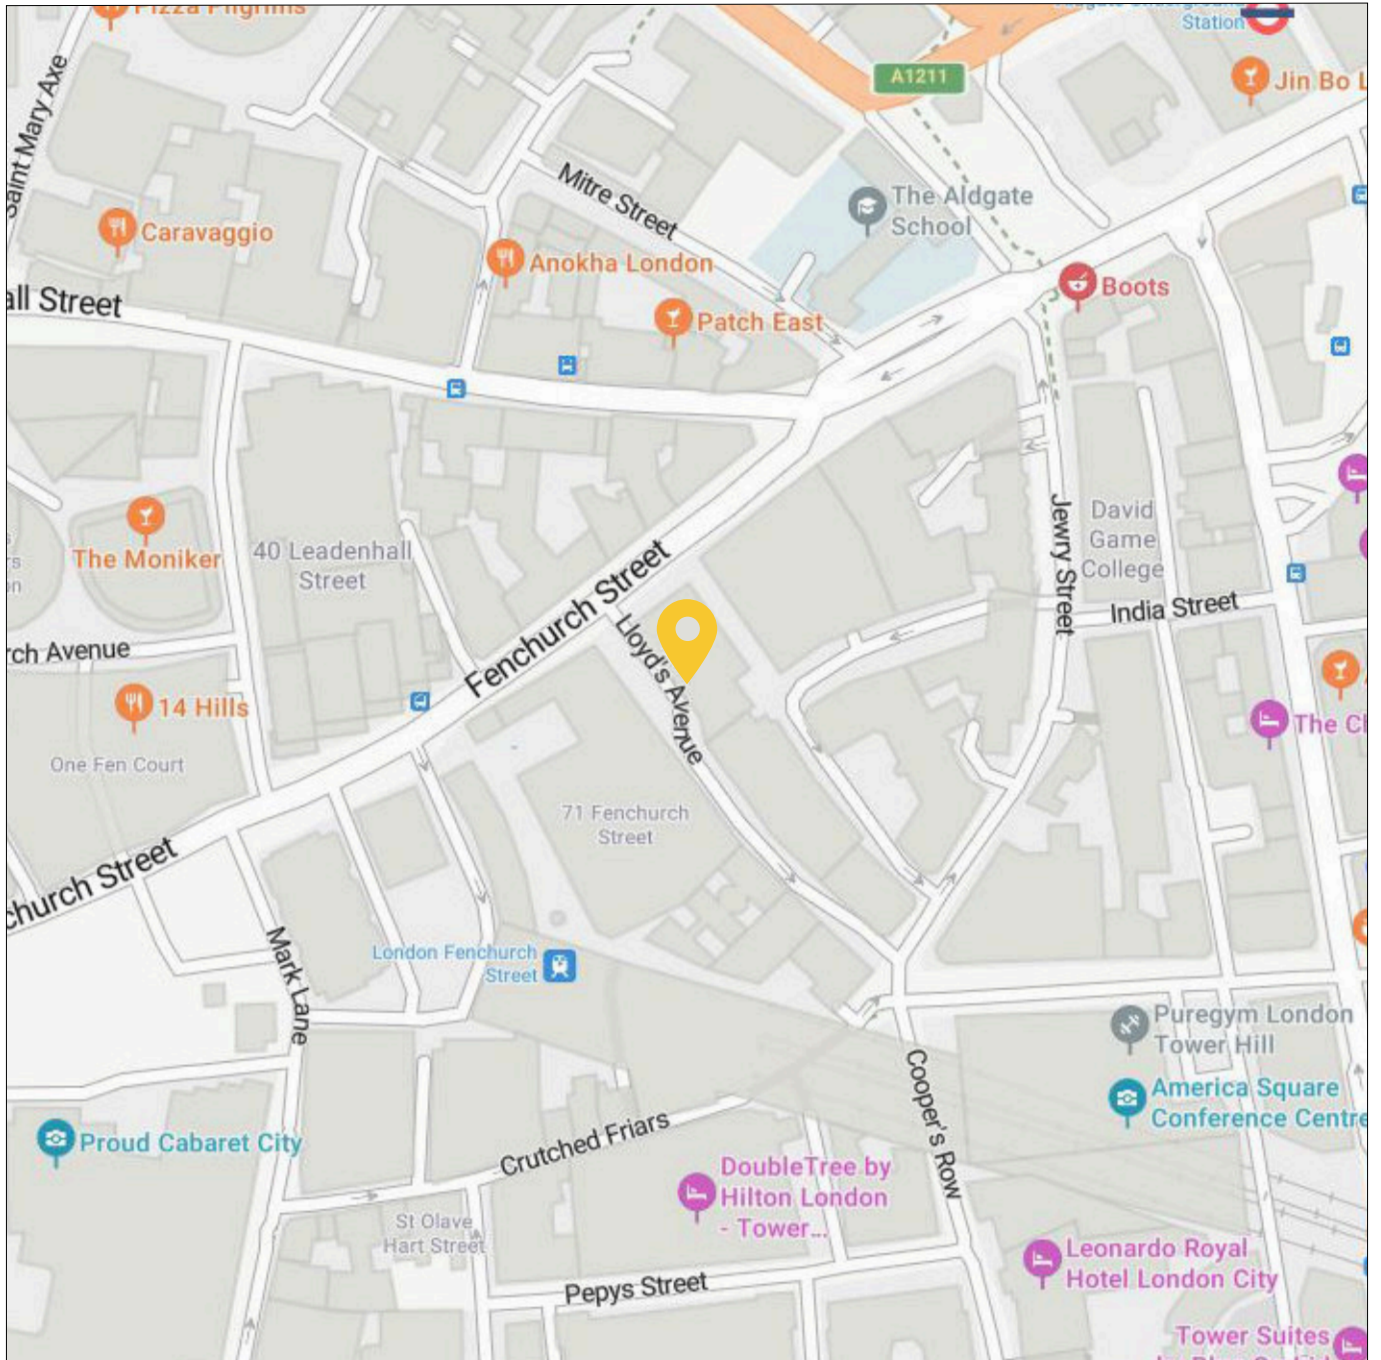 Pizza Pilgrims
Station
A1211
Jin Bo L
Saint Mary Axe
Mitre Street
The Aldgate
School
Caravaggio
Anokha London
Boots
all Street
Patch East
Jewry Street
David
Game
College
The Moniker
40 Leadenhall
Street
Fenchurch Street
India Street
Lloyd's Avenue
rch Avenue
14 Hills
The Ch
One Fen Court
71 Fenchurch
Street
church Street
Mark Lane
London Fenchurch
Street
Puregym London
Tower Hill
Cooper's Row
America Square
Conference Centre
Proud Cabaret City
Crutched Friars
DoubleTree by
Hilton London
- Tower...
St Olave
Hart Street
Leonardo Royal
Hotel London City
Pepys Street
Tower Suites